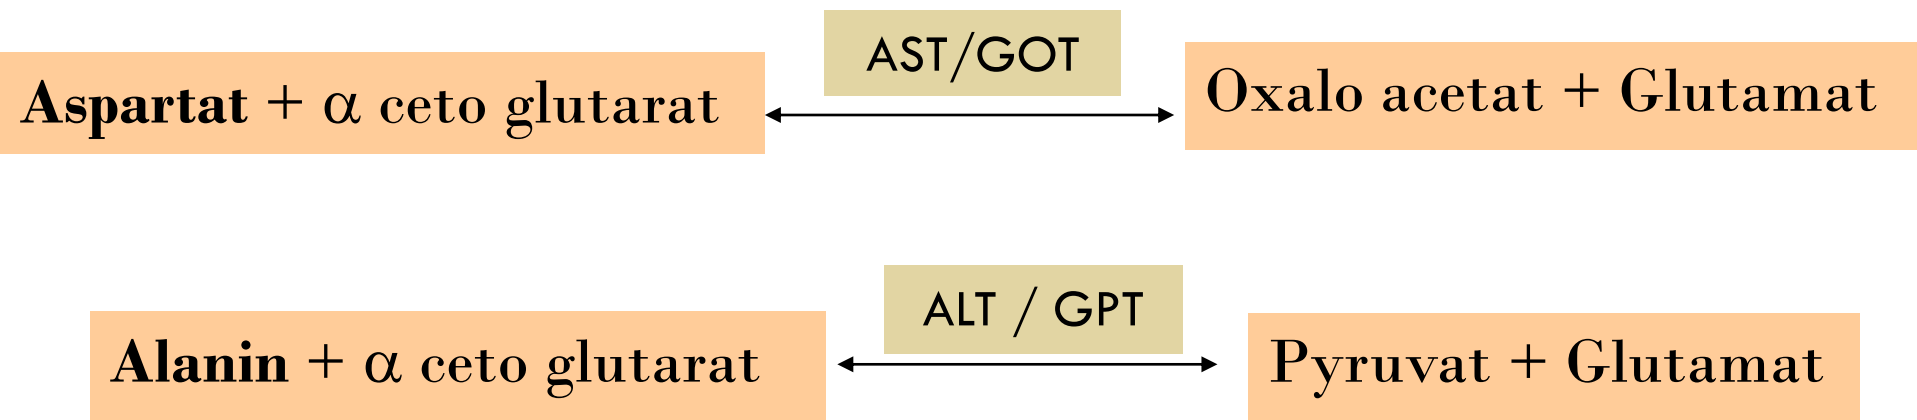 AST/GOT
Aspartat + α ceto glutarat
Oxalo acetat + Glutamat
ALT / GPT
Alanin + α ceto glutarat
Pyruvat + Glutamat